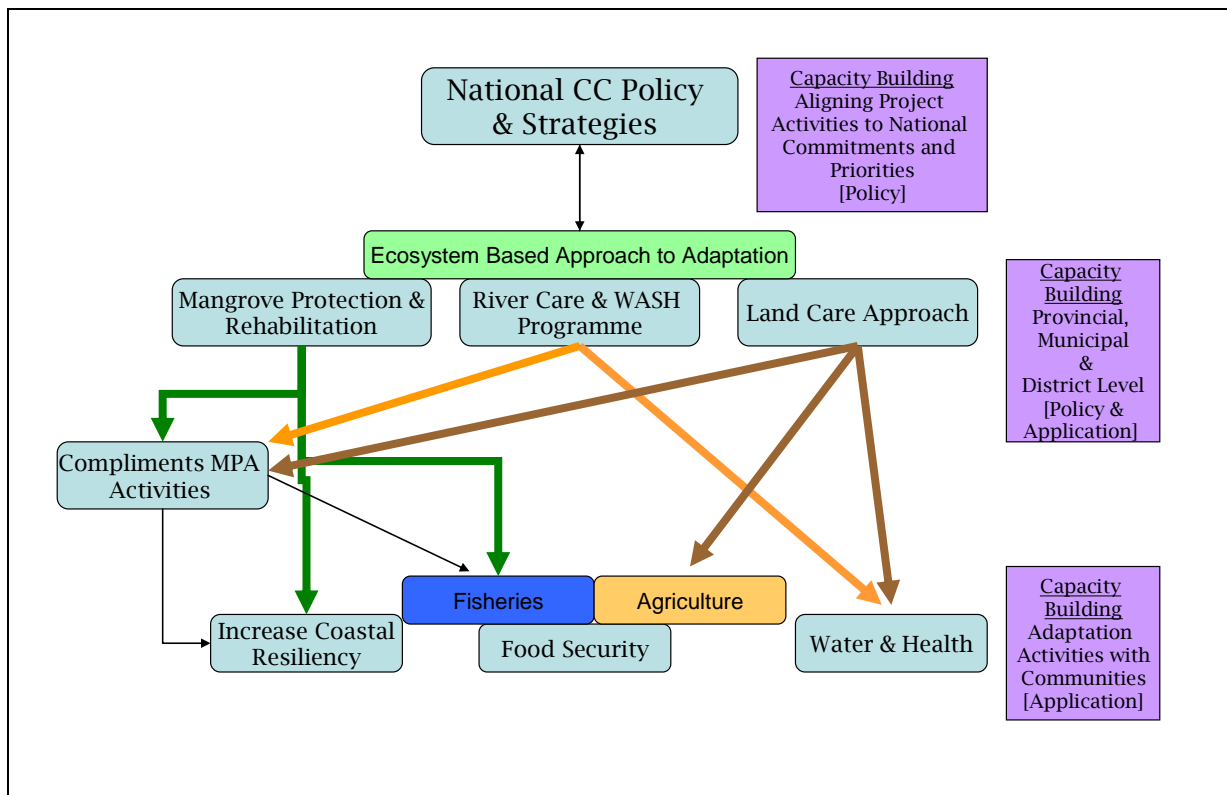 National CC Policy
& Strategies
Capacity Building
Aligning Project
Activities to National
Commitments and
Priorities
[Policy]
Ecosystem Based Approach to Adaptation
Mangrove Protection &
Rehabilitation
River Care & WASH
Programme
Land Care Approach
Capacity
Building
Provincial,
Municipal
&
District Level
[Policy &
Application]
Compliments MPA
Activities
Fisheries
Agriculture
Increase Coastal
Resiliency
Food Security
Water & Health
Capacity
Building
Adaptation
Activities with
Communities
[Application]